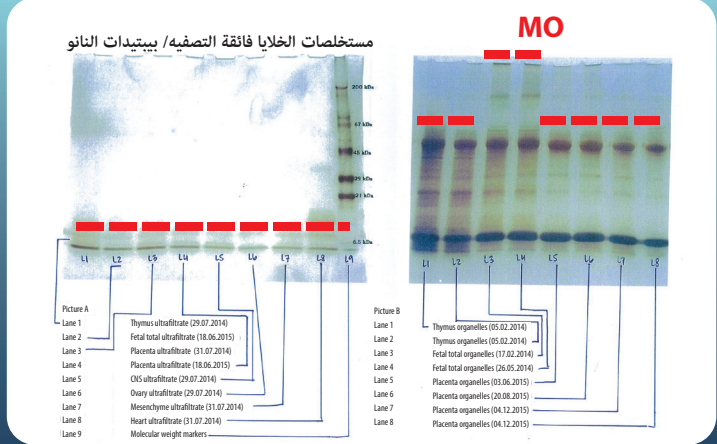 مستخلصات الخلايا فائقة التصفيه/ بيبتيدات النانو
MO
200 kDa
67 kDa
45 kDa
29 kDa
21 kDa
6.5 kDa
L1 L2 L3 L4 L5 L6 L7 L8 L9
L1 L2 L3 L4 L5 L6 L7 L8
Picture A
Lane 1 Thymus ultrafiltrate (29.07.2014)
Lane 2 Fetal total ultrafiltrate (18.06.2015)
Lane 3 Placenta ultrafiltrate (31.07.2014)
Lane 4 Placenta ultrafiltrate (18.06.2015)
Lane 5 CNS ultrafiltrate (29.07.2014)
Lane 6 Ovary ultrafiltrate (29.07.2014)
Lane 7 Mesenchyme ultrafiltrate (31.07.2014)
Lane 8 Heart ultrafiltrate (31.07.2014)
Lane 9 Molecular weight markers
Picture B
Lane 1 Thymus organelles (05.02.2014)
Lane 2 Thymus organelles (05.02.2014)
Lane 3 Fetal total organelles (17.02.2014)
Lane 4 Fetal total organelles (26.05.2014)
Lane 5 Placenta organelles (03.06.2015)
Lane 6 Placenta organelles (20.08.2015)
Lane 7 Placenta organelles (04.12.2015)
Lane 8 Placenta organelles (04.12.2015)